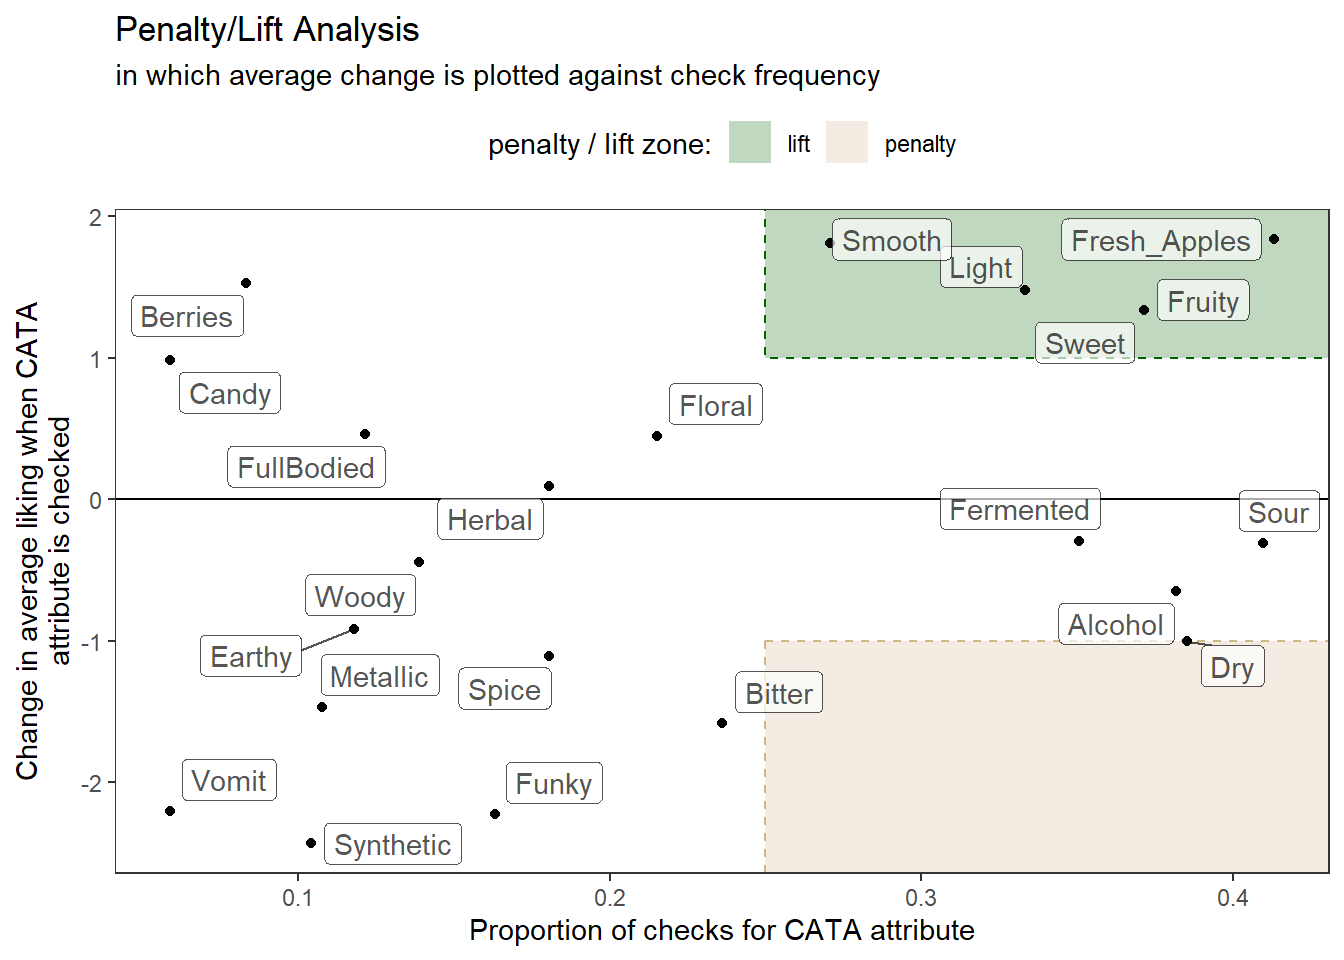 Penalty/Lift Analysis
in which average change is plotted against check frequency
penalty / lift zone: lift penalty
2
1
0
-1
-2
Change in average liking when CATA
attribute is checked
Smooth
Fresh_Apples
Light
Fruity
Berries
Sweet
Candy
Floral
FullBodied
Herbal
Fermented
Sour
Woody
Alcohol
Earthy
Metallic
Spice
Dry
Bitter
Vomit
Funky
Synthetic
0.1 0.2 0.3 0.4
Proportion of checks for CATA attribute